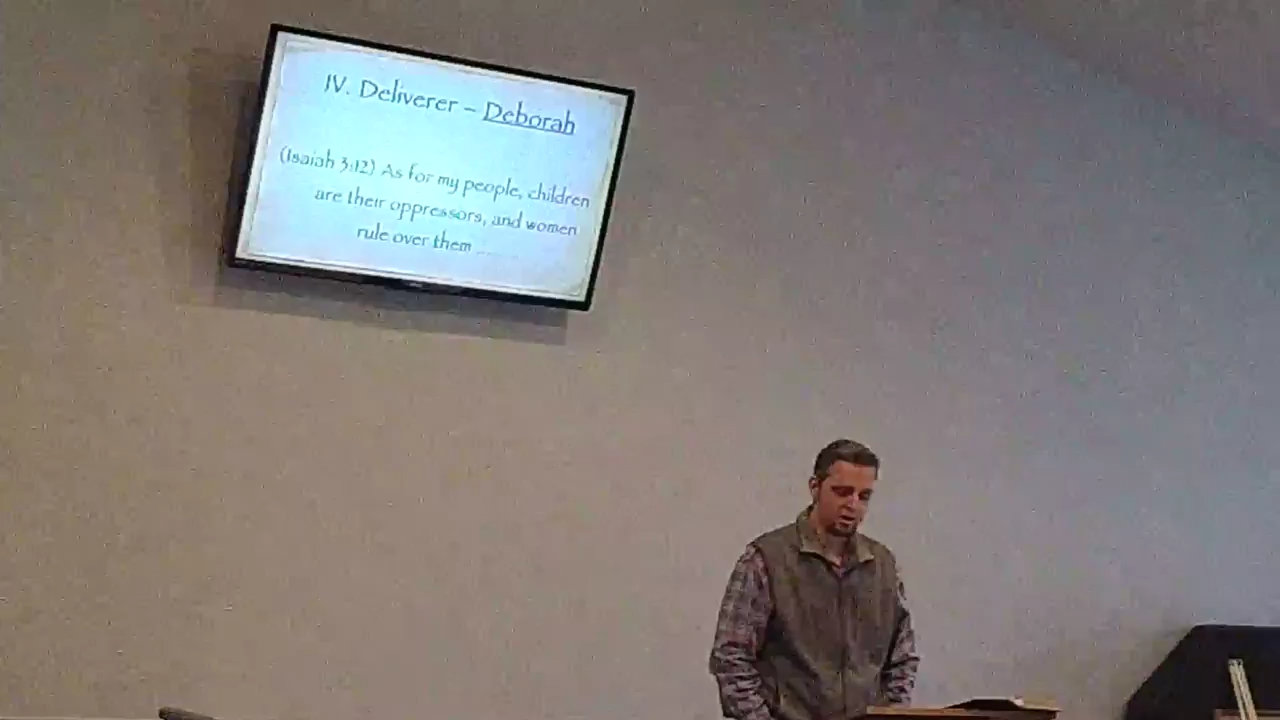 IV. Deliverer – Deborah
(Isaiah 3:12) As for my people, children
are their oppressors, and women
rule over them ......